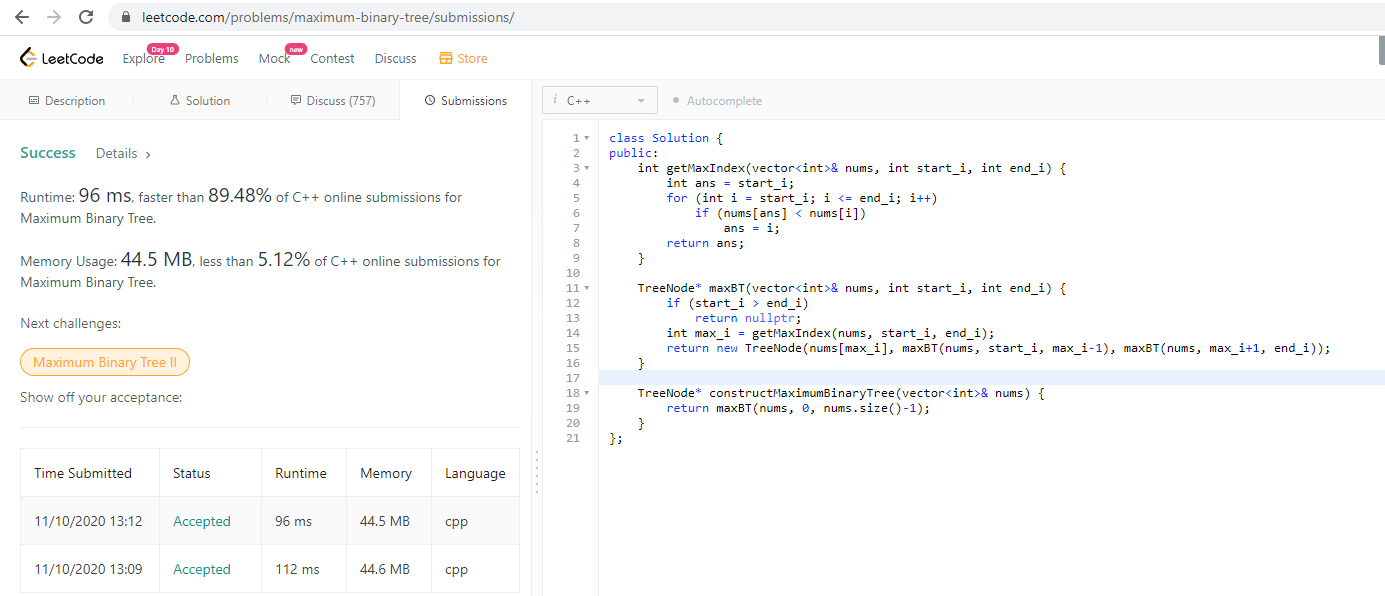 leetcode.com/problems/maximum-binary-tree/submissions/
LeetCode Explore Day 10 Problems Mock new Contest Discuss Store
Description Solution Discuss (757) Submissions
i C++ Autocomplete
Success Details >
Runtime: 96 ms, faster than 89.48% of C++ online submissions for
Maximum Binary Tree.
Memory Usage: 44.5 MB, less than 5.12% of C++ online submissions for
Maximum Binary Tree.
Next challenges:
Maximum Binary Tree II
Show off your acceptance:
Time Submitted Status Runtime Memory Language
11/10/2020 13:12 Accepted 96 ms 44.5 MB cpp
11/10/2020 13:09 Accepted 112 ms 44.6 MB cpp
1 class Solution {
2 public:
3     int getMaxIndex(vector<int>& nums, int start_i, int end_i) {
4         int ans = start_i;
5         for (int i = start_i; i <= end_i; i++)
6             if (nums[ans] < nums[i])
7                 ans = i;
8         return ans;
9     }
10
11     TreeNode* maxBT(vector<int>& nums, int start_i, int end_i) {
12         if (start_i > end_i)
13             return nullptr;
14         int max_i = getMaxIndex(nums, start_i, end_i);
15         return new TreeNode(nums[max_i], maxBT(nums, start_i, max_i-1), maxBT(nums, max_i+1, end_i));
16     }
17
18     TreeNode* constructMaximumBinaryTree(vector<int>& nums) {
19         return maxBT(nums, 0, nums.size()-1);
20     }
21 };